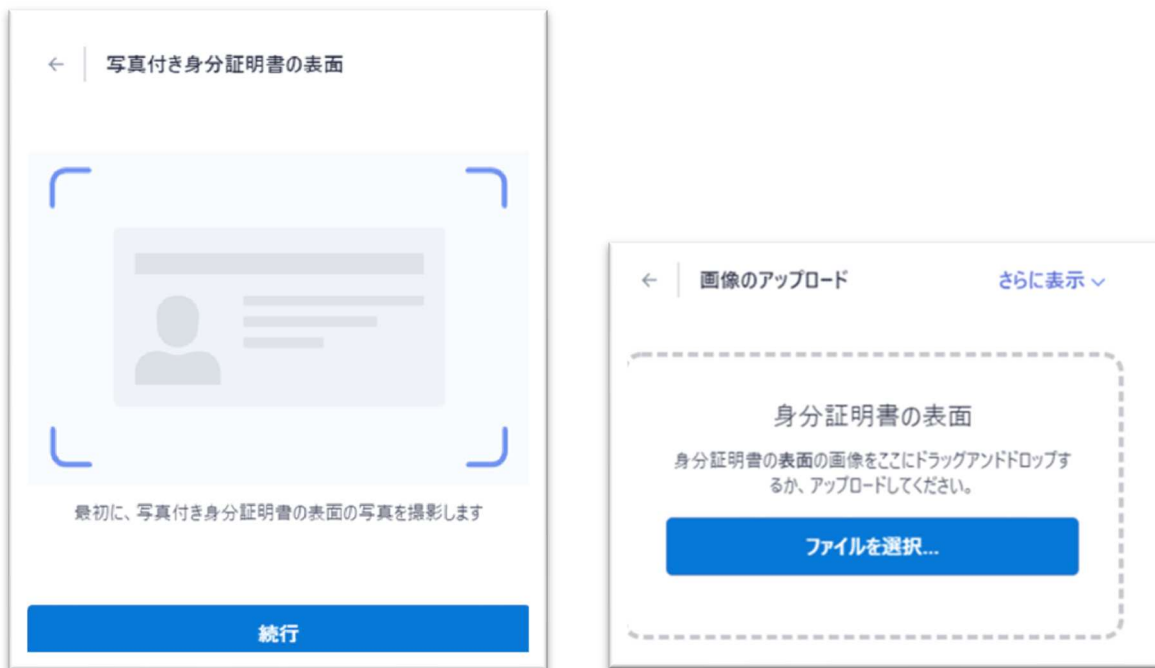 写真付き身分証明書の表面
最初に、写真付き身分証明書の表面の写真を撮影します
続行
画像のアップロード
さらに表示
身分証明書の表面
身分証明書の表面の画像をここにドラッグアンドドロップす
るか、アップロードしてください。
ファイルを選択...